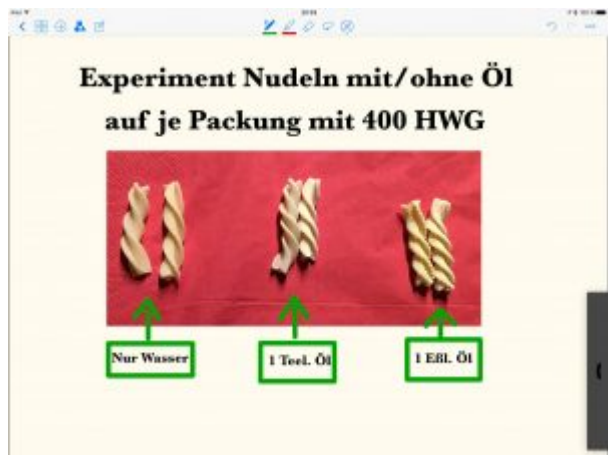 Experiment Nudeln mit/ohne Öl
auf je Packung mit 400 HWG
Nur Wasser
1 Teel. Öl
1 Eßl. Öl